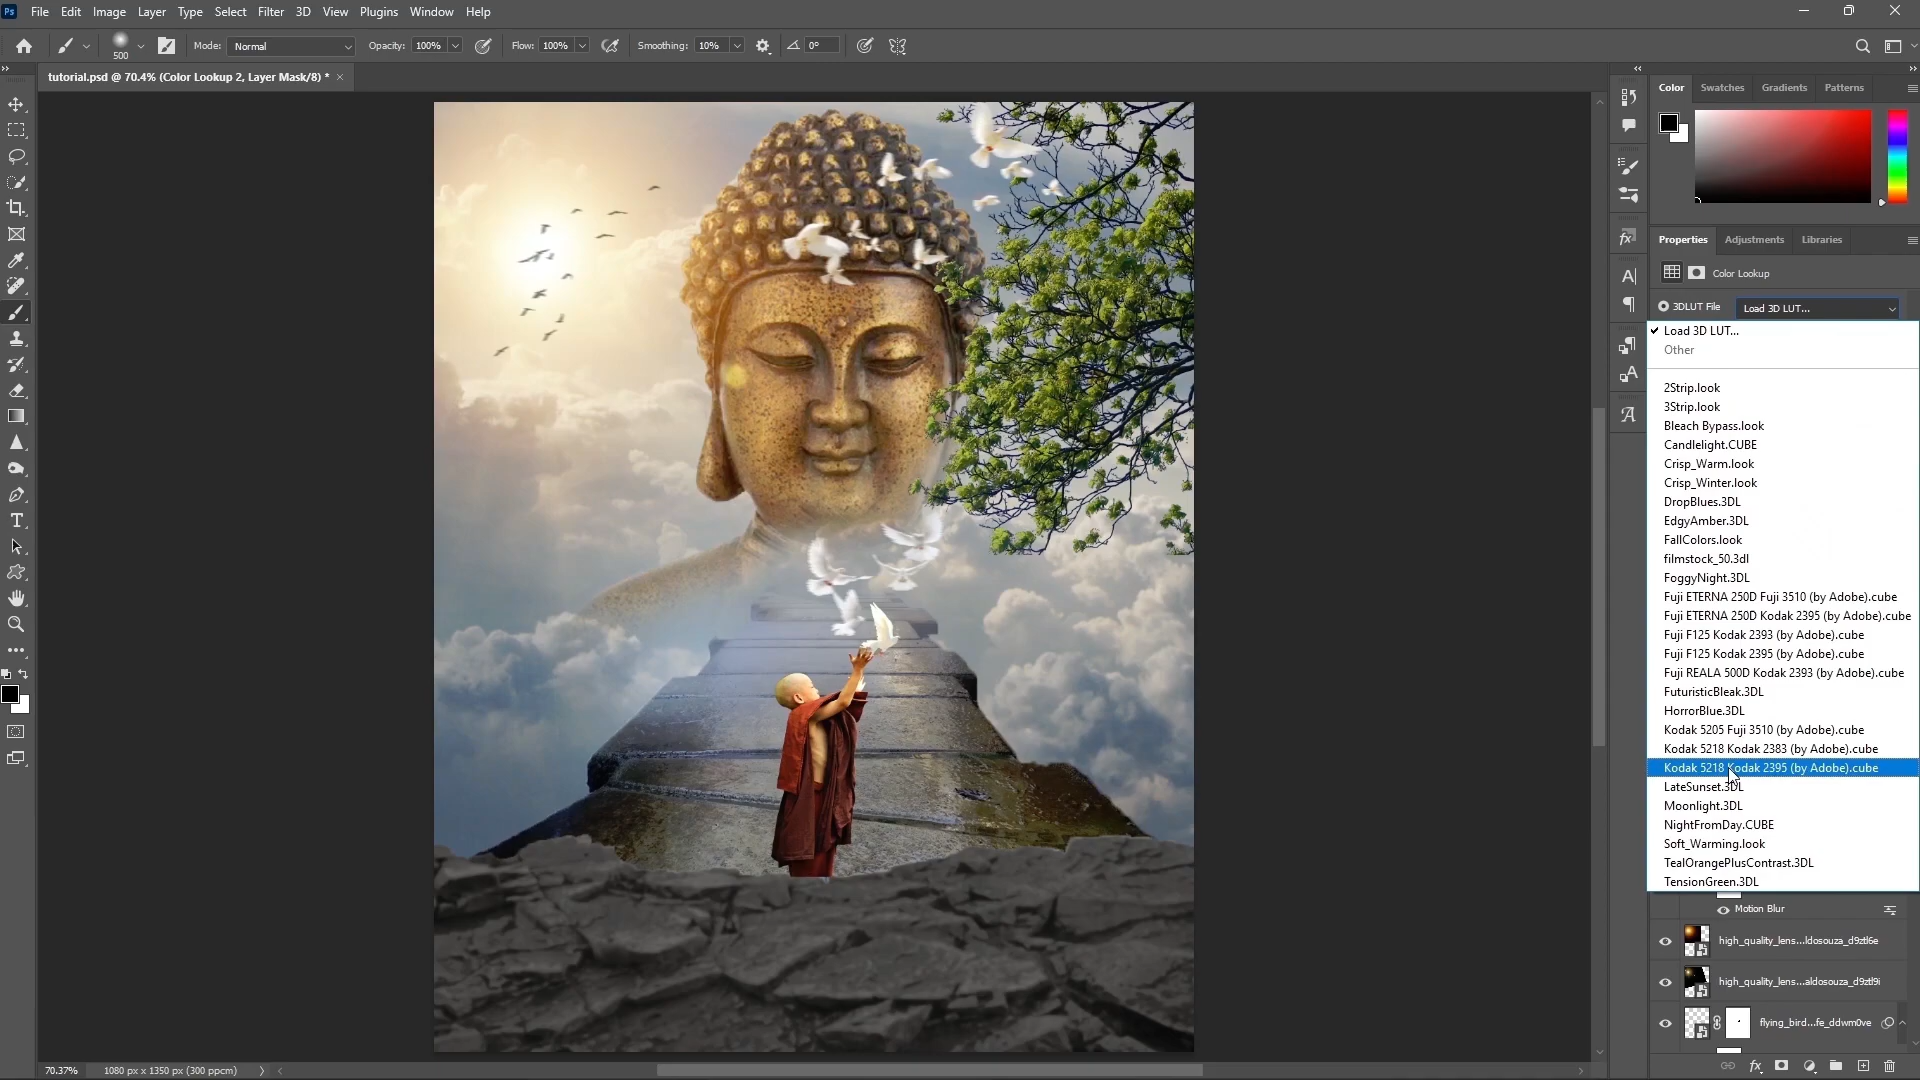 Ps File Edit Image Layer Type Select Filter 3D View Plugins Window Help
500 Mode: Normal Opacity: 100% Flow: 100% Smoothing: 10% 0°
tutorial.psd @ 70.4% (Color Lookup 2, Layer Mask/8) *
Color Swatches Gradients Patterns
Properties Adjustments Libraries
Color Lookup
3DLUT File Load 3D LUT...
Load 3D LUT...
Other
2Strip.look
3Strip.look
Bleach Bypass.look
Candlelight.CUBE
Crisp_Warm.look
Crisp_Winter.look
DropBlues.3DL
EdgyAmber.3DL
FallColors.look
filmstock_50.3dl
FoggyNight.3DL
Fuji ETERNA 250D Fuji 3510 (by Adobe).cube
Fuji ETERNA 250D Kodak 2395 (by Adobe).cube
Fuji F125 Kodak 2393 (by Adobe).cube
Fuji F125 Kodak 2395 (by Adobe).cube
Fuji REALA 500D Kodak 2393 (by Adobe).cube
FuturisticBleak.3DL
HorrorBlue.3DL
Kodak 5205 Fuji 3510 (by Adobe).cube
Kodak 5218 Kodak 2383 (by Adobe).cube
Kodak 5218 Kodak 2395 (by Adobe).cube
LateSunset.3DL
Moonlight.3DL
NightFromDay.CUBE
Soft_Warming.look
TealOrangePlusContrast.3DL
TensionGreen.3DL
Motion Blur
high_quality_lens...ldosouza_d9ztl6e
high_quality_lens...aldosouza_d9ztl9i
flying_bird...fe_ddwm0ve
70.37% 1080 px x 1350 px (300 ppcm)